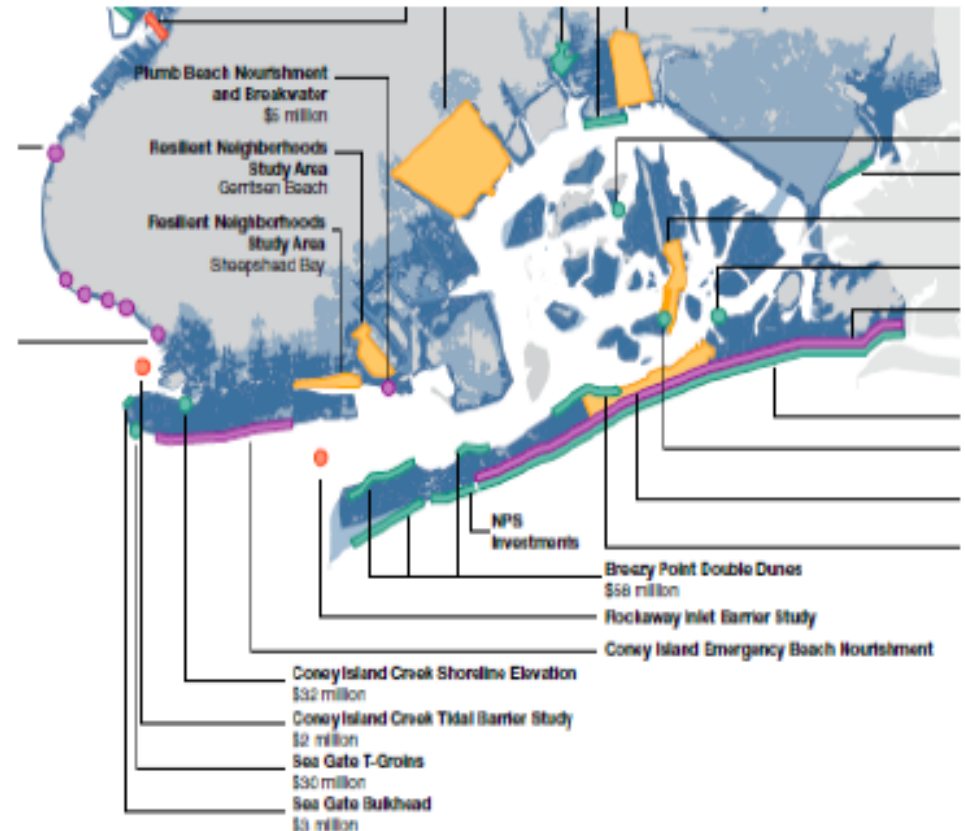 Plumb Beach Nourishment
and Breakwater
$5 million
Resilient Neighborhoods
Study Area
Gerritsen Beach
Resilient Neighborhoods
Study Area
Sheepshead Bay
NPS
Investments
Breezy Point Double Dunes
$58 million
Rockaway Inlet Barrier Study
Coney Island Emergency Beach Nourishment
Coney Island Creek Shoreline Elevation
$32 million
Coney Island Creek Tidal Barrier Study
$2 million
Sea Gate T-Groins
$30 million
Sea Gate Bulkhead
$3 million